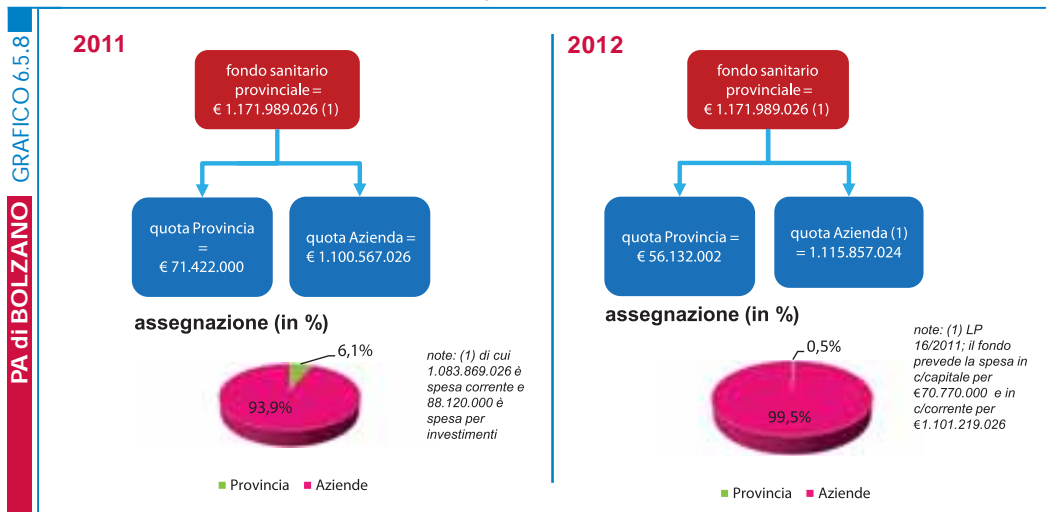 PA di BOLZANO GRAFICO 6.5.8
2011
fondo sanitario
provinciale =
€ 1.171.989.026 (1)
quota Provincia
=
€ 71.422.000
quota Azienda =
€ 1.100.567.026
assegnazione (in %)
6,1%
93,9%
note: (1) di cui
1.083.869.026 è
spesa corrente e
88.120.000 è
spesa per
investimenti
Provincia Aziende
2012
fondo sanitario
provinciale =
€ 1.171.989.026 (1)
quota Provincia =
€ 56.132.002
quota Azienda (1)
= 1.115.857.024
assegnazione (in %)
0,5%
99,5%
note: (1) LP
16/2011; il fondo
prevede la spesa in
c/capitale per
€70.770.000 e in
c/corrente per
€1.101.219.026
Provincia Aziende